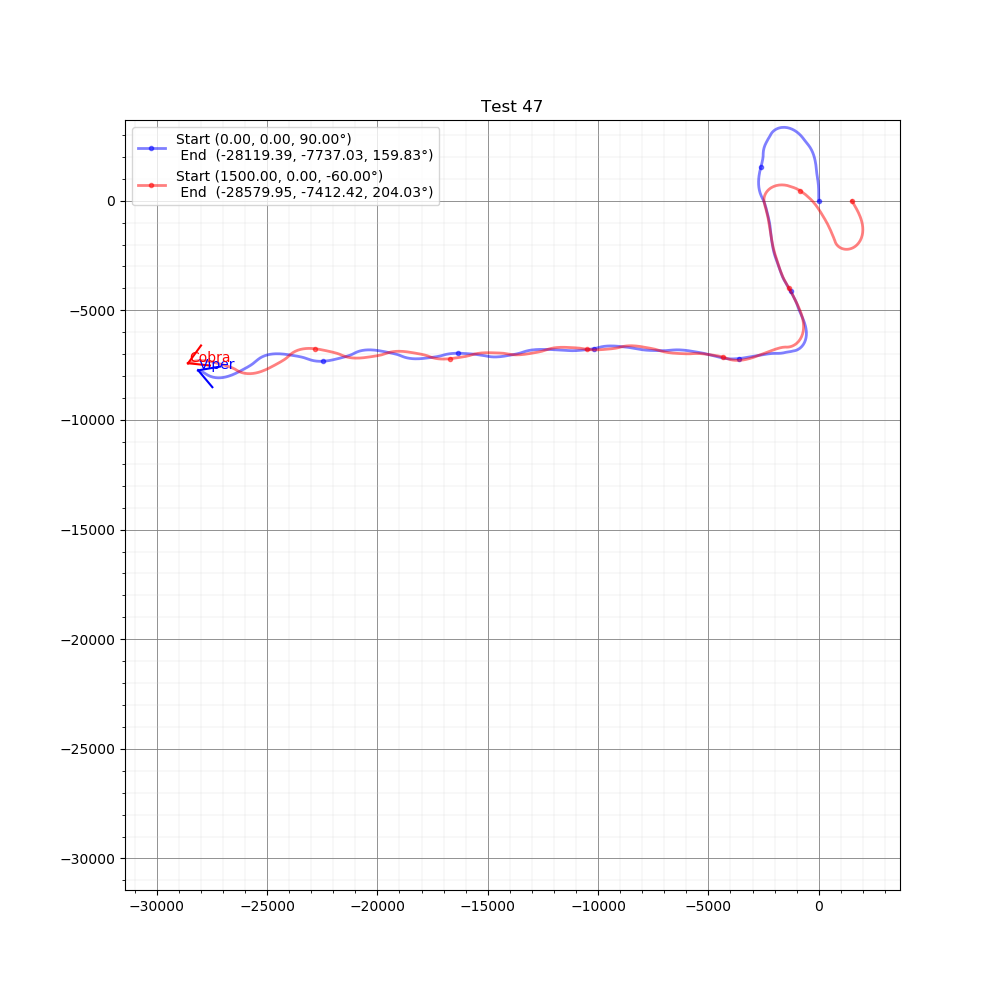 Test 47
Start (0.00, 0.00, 90.00°)
End  (-28119.39, -7737.03, 159.83°)
Start (1500.00, 0.00, -60.00°)
End  (-28579.95, -7412.42, 204.03°)
0
−5000
Cobra
Viper
−10000
−15000
−20000
−25000
−30000
−30000 −25000 −20000 −15000 −10000 −5000 0